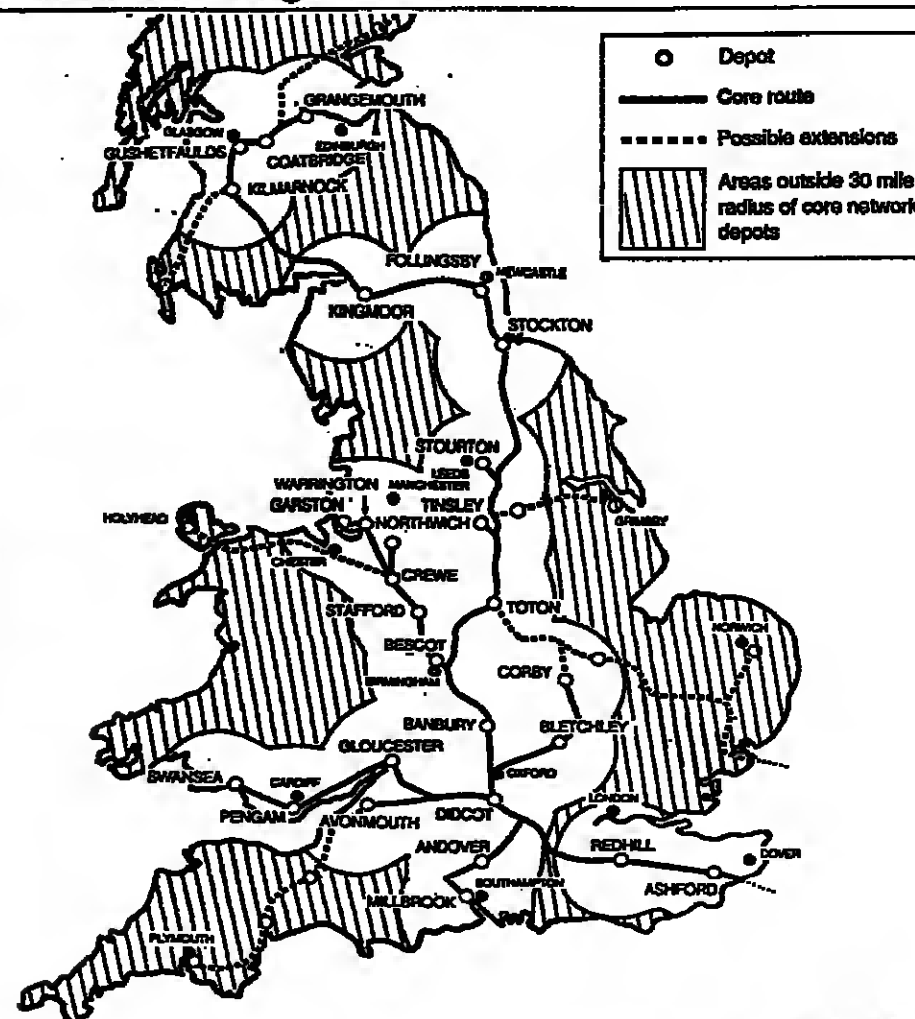 Depot
Core route
Possible extensions
Areas outside 30 mile
radius of core network
depots
GRANGEMOUTH
GLASGOW
EDINBURGH
GUSHETFAULDS
COATBRIDGE
KILMARNOCK
FOLLINGSBY
NEWCASTLE
KINGMOOR
STOCKTON
STOURTON
LEEDS
WARRINGTON
MANCHESTER
GARSTON
TINSLEY
HOLYHEAD
NORTHWICH
GRIMSBY
CHESTER
CREWE
STAFFORD
TOTON
NORWICH
BESCOT
BIRMINGHAM
CORBY
BANBURY
BLETCHLEY
GLOUCESTER
SWANSEA
CARDIFF
OXFORD
LONDON
PENGAM
AVONMOUTH
DIDCOT
ANDOVER
REDHILL
DOVER
MILLBROOK
SOUTHAMPTON
ASHFORD
PLYMOUTH